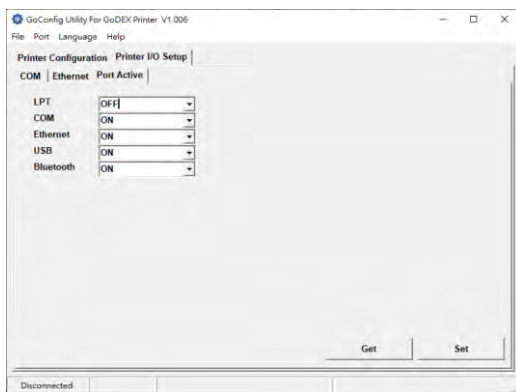 GoConfig Utility For GoDEX Printer V1.006
File Port Language Help
Printer Configuration Printer I/O Setup
COM Ethernet Port Active
LPT OFF
COM ON
Ethernet ON
USB ON
Bluetooth ON
Get Set
Disconnected